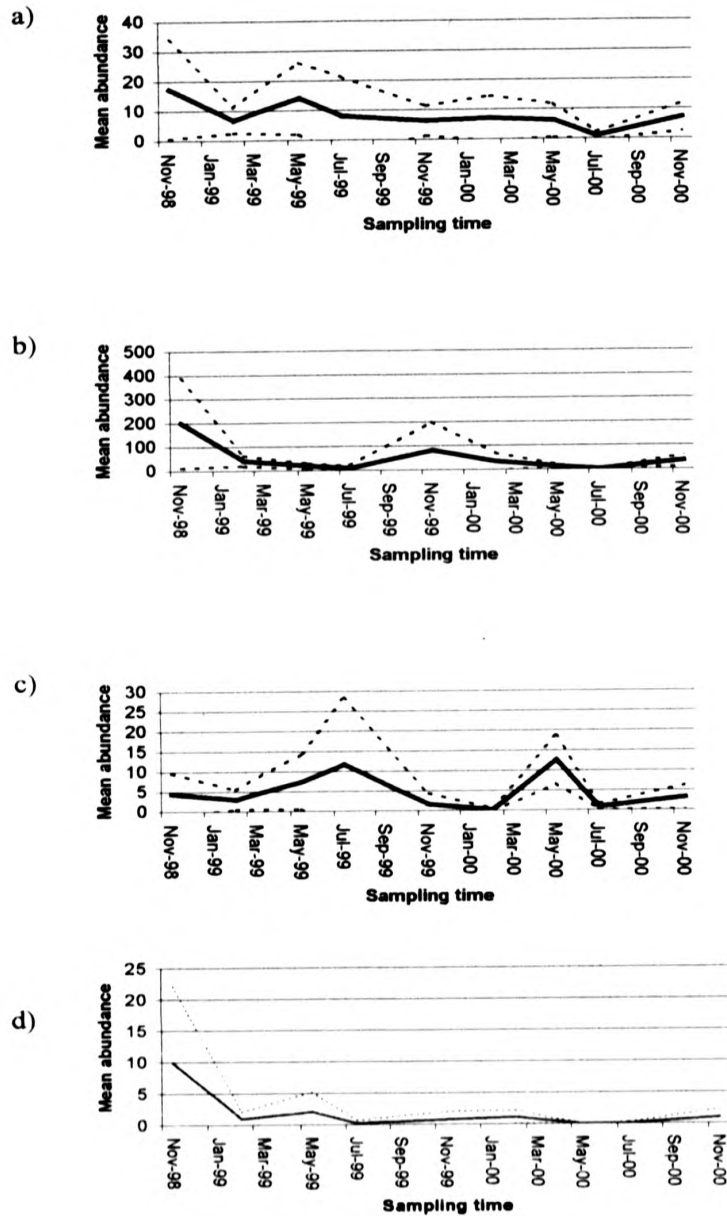 a)
Mean abundance
40
30
20
10
0
Nov-98
Jan-99
Mar-99
May-99
Jul-99
Sep-99
Nov-99
Jan-00
Mar-00
May-00
Jul-00
Sep-00
Nov-00
Sampling time
b)
Mean abundance
500
400
300
200
100
0
Nov-98
Jan-99
Mar-99
May-99
Jul-99
Sep-99
Nov-99
Jan-00
Mar-00
May-00
Jul-00
Sep-00
Nov-00
Sampling time
c)
Mean abundance
30
25
20
15
10
5
0
Nov-98
Jan-99
Mar-99
May-99
Jul-99
Sep-99
Nov-99
Jan-00
Mar-00
May-00
Jul-00
Sep-00
Nov-00
Sampling time
d)
Mean abundance
25
20
15
10
5
0
Nov-98
Jan-99
Mar-99
May-99
Jul-99
Sep-99
Nov-99
Jan-00
Mar-00
May-00
Jul-00
Sep-00
Nov-00
Sampling time